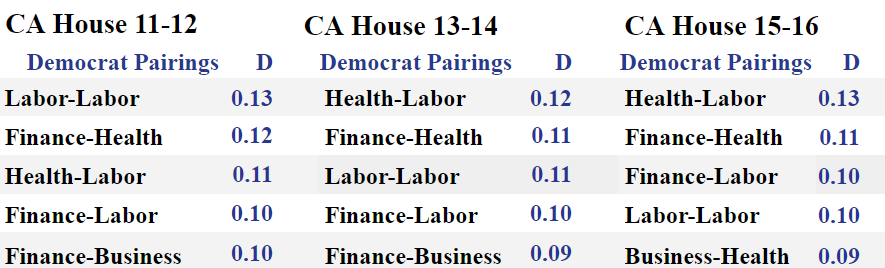 CA House 11-12 CA House 13-14 CA House 15-16
Democrat Pairings D Democrat Pairings D Democrat Pairings D
Labor-Labor 0.13 Health-Labor 0.12 Health-Labor 0.13
Finance-Health 0.12 Finance-Health 0.11 Finance-Health 0.11
Health-Labor 0.11 Labor-Labor 0.11 Finance-Labor 0.10
Finance-Labor 0.10 Finance-Labor 0.10 Labor-Labor 0.10
Finance-Business 0.10 Finance-Business 0.09 Business-Health 0.09